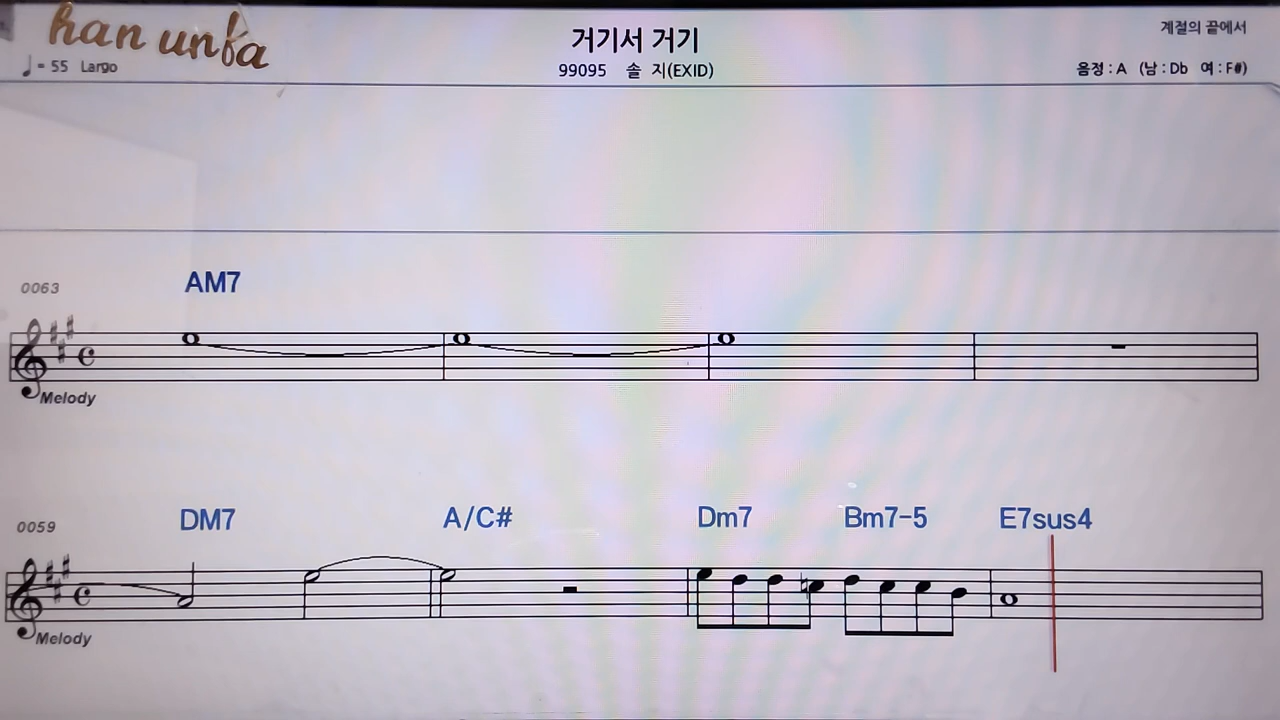 han unfa
거기서 거기
계절의 끝에서
♩= 55 Largo
99095 솔 지(EXID)
음정 : A (남 : Db 여 : F#)
0063
AM7
Melody
0059
DM7 A/C# Dm7 Bm7-5 E7sus4
Melody